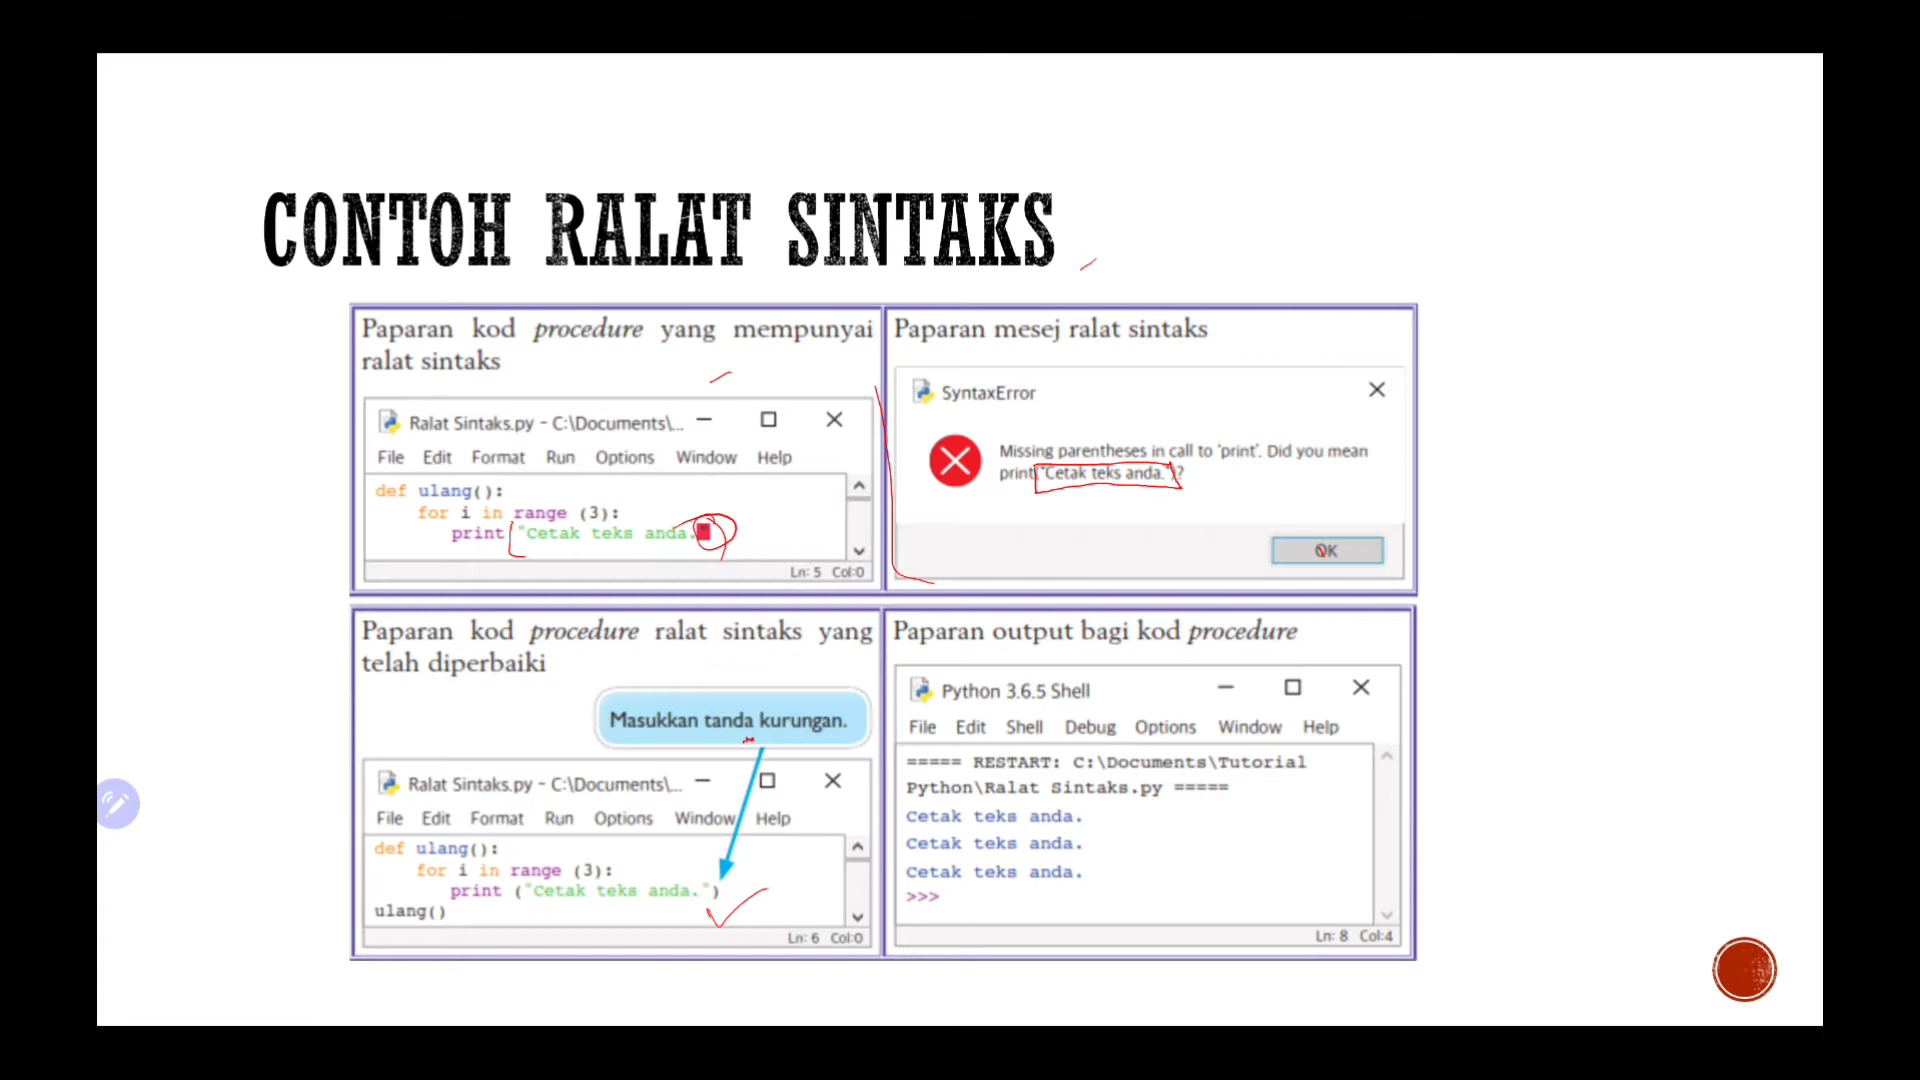 CONTOH RALAT SINTAKS
Paparan kod procedure yang mempunyai
ralat sintaks
Ralat Sintaks.py - C:\Documents\...
File Edit Format Run Options Window Help
def ulang():
for i in range (3):
print "Cetak teks anda."
Ln: 5 Col:0
Paparan mesej ralat sintaks
SyntaxError
Missing parentheses in call to 'print'. Did you mean
print("Cetak teks anda.")?
OK
Paparan kod procedure ralat sintaks yang
telah diperbaiki
Masukkan tanda kurungan.
Ralat Sintaks.py - C:\Documents\...
File Edit Format Run Options Window Help
def ulang():
for i in range (3):
print ("Cetak teks anda.")
ulang()
Ln: 6 Col:0
Paparan output bagi kod procedure
Python 3.6.5 Shell
File Edit Shell Debug Options Window Help
===== RESTART: C:\Documents\Tutorial
Python\Ralat Sintaks.py =====
Cetak teks anda.
Cetak teks anda.
Cetak teks anda.
>>>
Ln: 8 Col:4